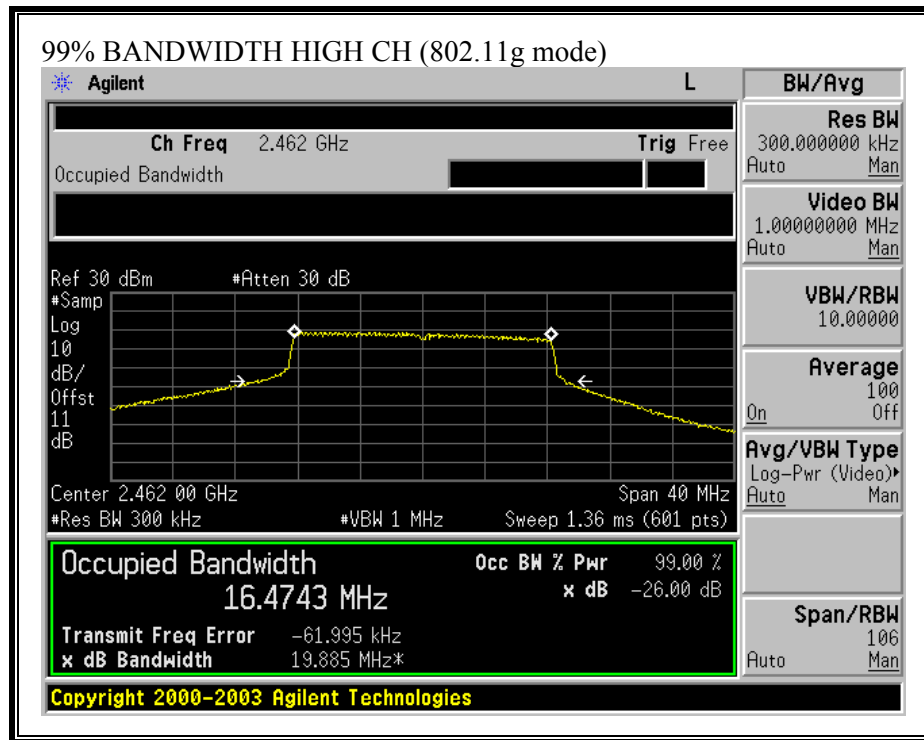 99% BANDWIDTH HIGH CH (802.11g mode)
Agilent L
BW/Avg
Ch Freq 2.462 GHz Trig Free
Occupied Bandwidth
Res BW
300.000000 kHz
Auto Man
Video BW
1.00000000 MHz
Auto Man
VBW/RBW
10.00000
Average
100
On Off
Avg/VBW Type
Log-Pwr (Video)
Auto Man
Span/RBW
106
Auto Man
Ref 30 dBm #Atten 30 dB
#Samp
Log
10
dB/
Offst
11
dB
Center 2.462 00 GHz Span 40 MHz
#Res BW 300 kHz #VBW 1 MHz Sweep 1.36 ms (601 pts)
Occupied Bandwidth Occ BW % Pwr 99.00 %
16.4743 MHz x dB -26.00 dB
Transmit Freq Error -61.995 kHz
x dB Bandwidth 19.885 MHz*
Copyright 2000-2003 Agilent Technologies